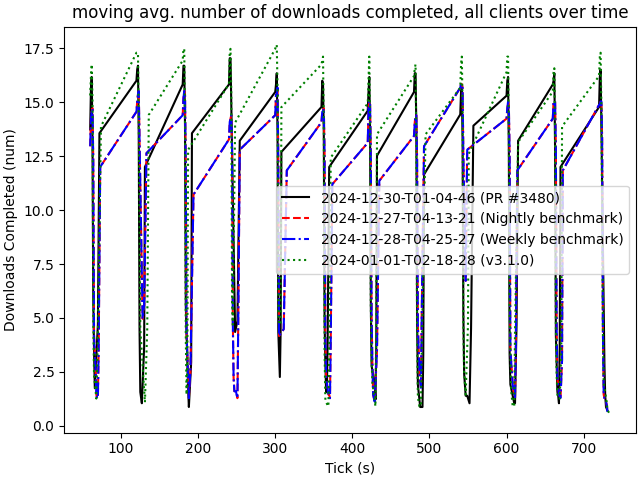 moving avg. number of downloads completed, all clients over time
Downloads Completed (num)
17.5
15.0
12.5
10.0
7.5
5.0
2.5
0.0
2024-12-30-T01-04-46 (PR #3480)
2024-12-27-T04-13-21 (Nightly benchmark)
2024-12-28-T04-25-27 (Weekly benchmark)
2024-01-01-T02-18-28 (v3.1.0)
100 200 300 400 500 600 700
Tick (s)